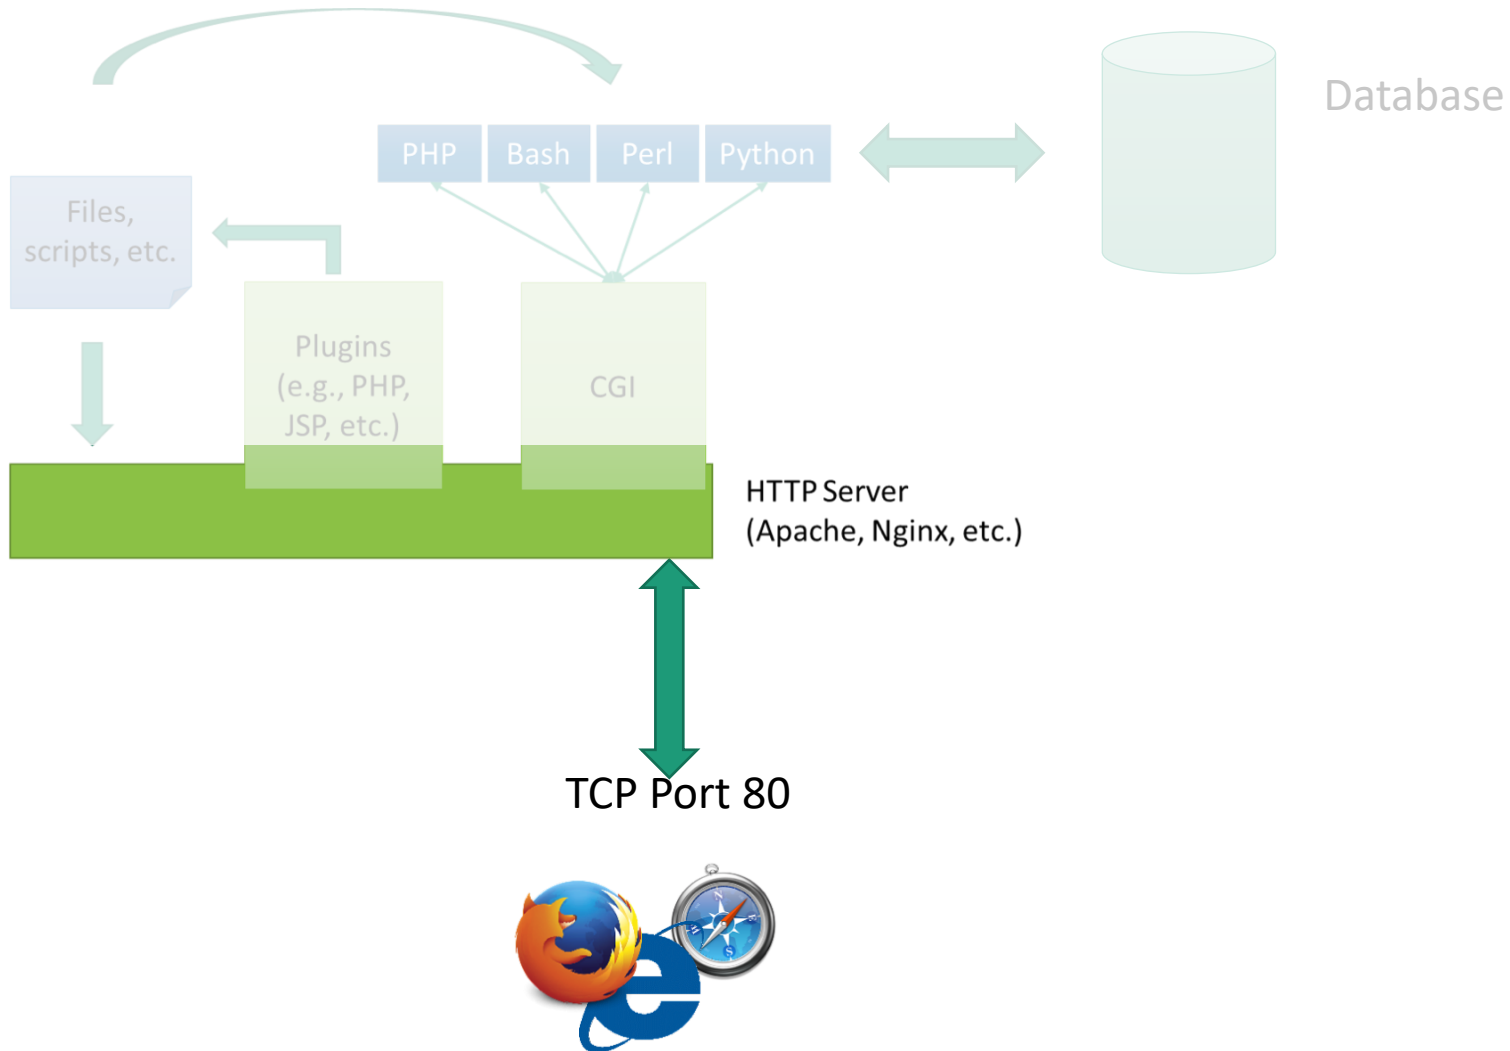 Database
PHP
Bash
Perl
Python
Files,
scripts, etc.
Plugins
(e.g., PHP,
JSP, etc.)
CGI
HTTP Server
(Apache, Nginx, etc.)
TCP Port 80
N
E
S
W